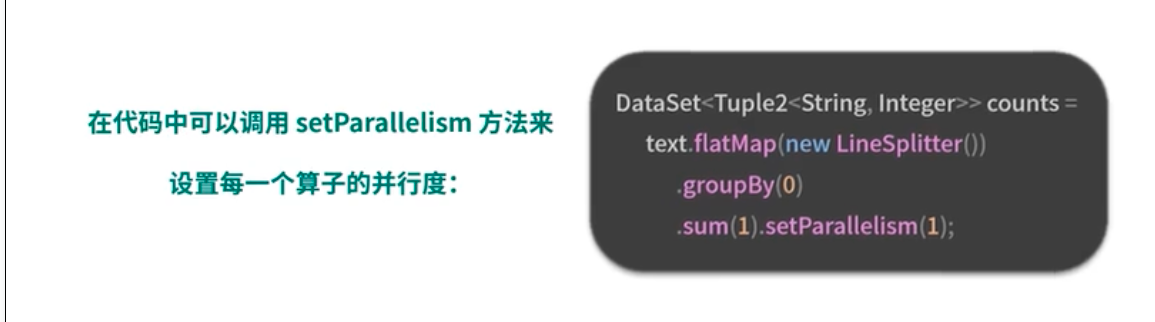 在代码中可以调用 setParallelism 方法来
设置每一个算子的并行度：
DataSet<Tuple2<String, Integer>> counts =
text.flatMap(new LineSplitter())
.groupBy(0)
.sum(1).setParallelism(1);